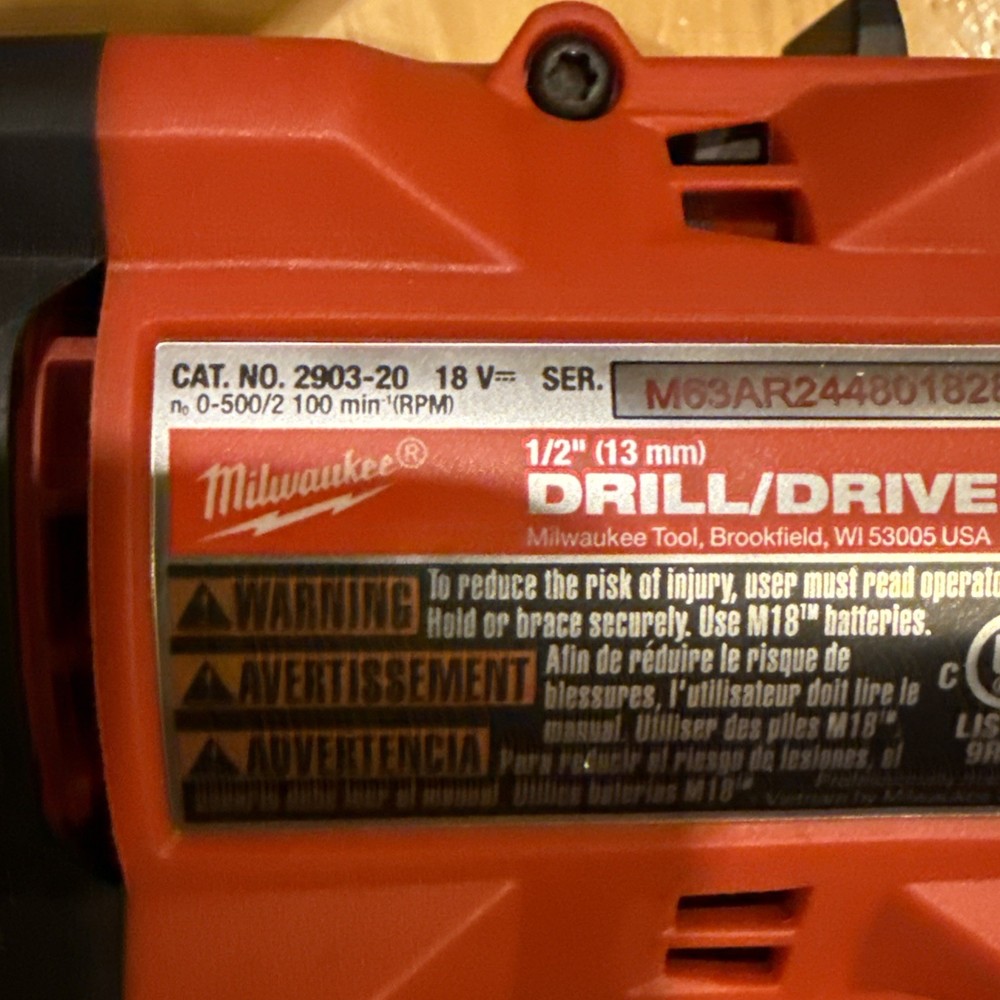 CAT. NO. 2903-20 18 V⎓ SER. M63AR24480182
n₀ 0-500/2 100 min⁻¹(RPM)
Milwaukee®
1/2" (13 mm)
DRILL/DRIVE
Milwaukee Tool, Brookfield, WI 53005 USA
WARNING To reduce the risk of injury, user must read operat
Hold or brace securely. Use M18™ batteries.
AVERTISSEMENT Afin de réduire le risque de
blessures, l'utilisateur doit lire le
manual. Utiliser des piles M18™
ADVERTENCIA Para reducir el riesgo de lesiones, el
Utilice baterías M18™
C
LIS